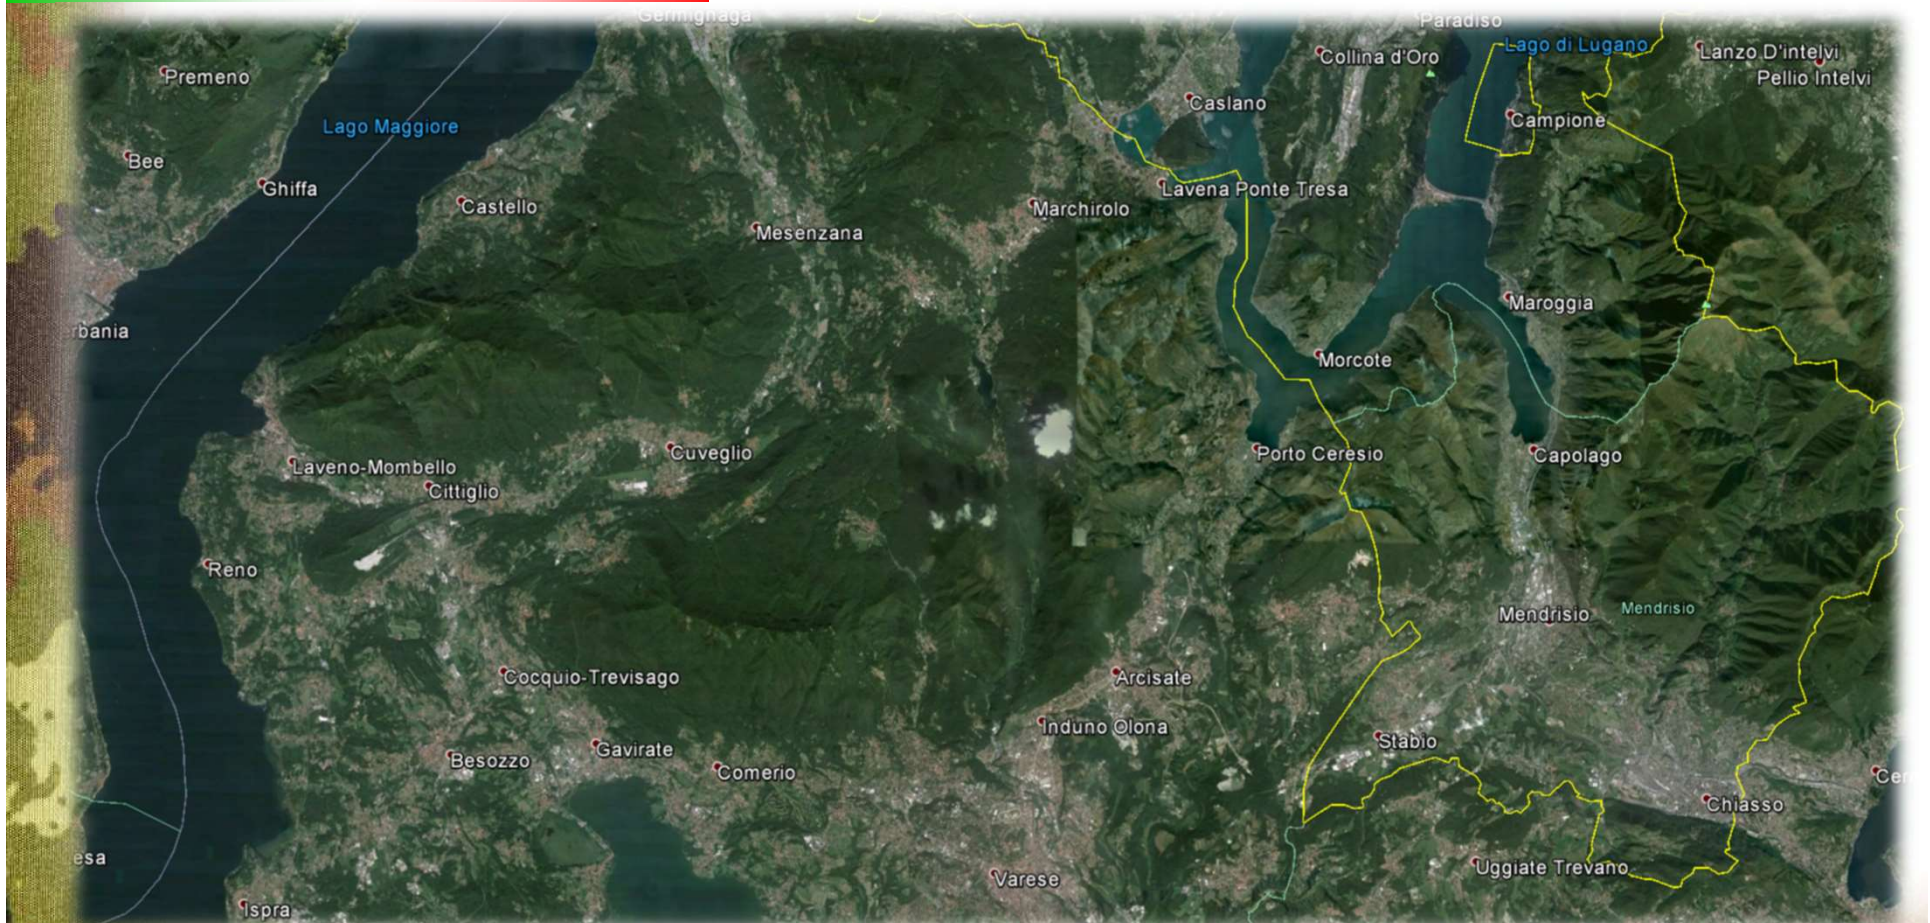 Germignaga
Paradiso
Lago di Lugano
Lanzo D'intelvi
Collina d'Oro
Premeno
Pellio Intelvi
Caslano
Campione
Lago Maggiore
Bee
Ghiffa
Lavena Ponte Tresa
Castello
Marchirolo
Mesenzana
Maroggia
rbania
Morcote
Cuveglio
Porto Ceresio
Capolago
Laveno-Mombello
Cittiglio
Reno
Mendrisio
Mendrisio
Cocquio-Trevisago
Arcisate
Induno Olona
Stabio
Gavirate
Besozzo
Comerio
Cer
Chiasso
esa
Uggiate Trevano
Varese
Ispra